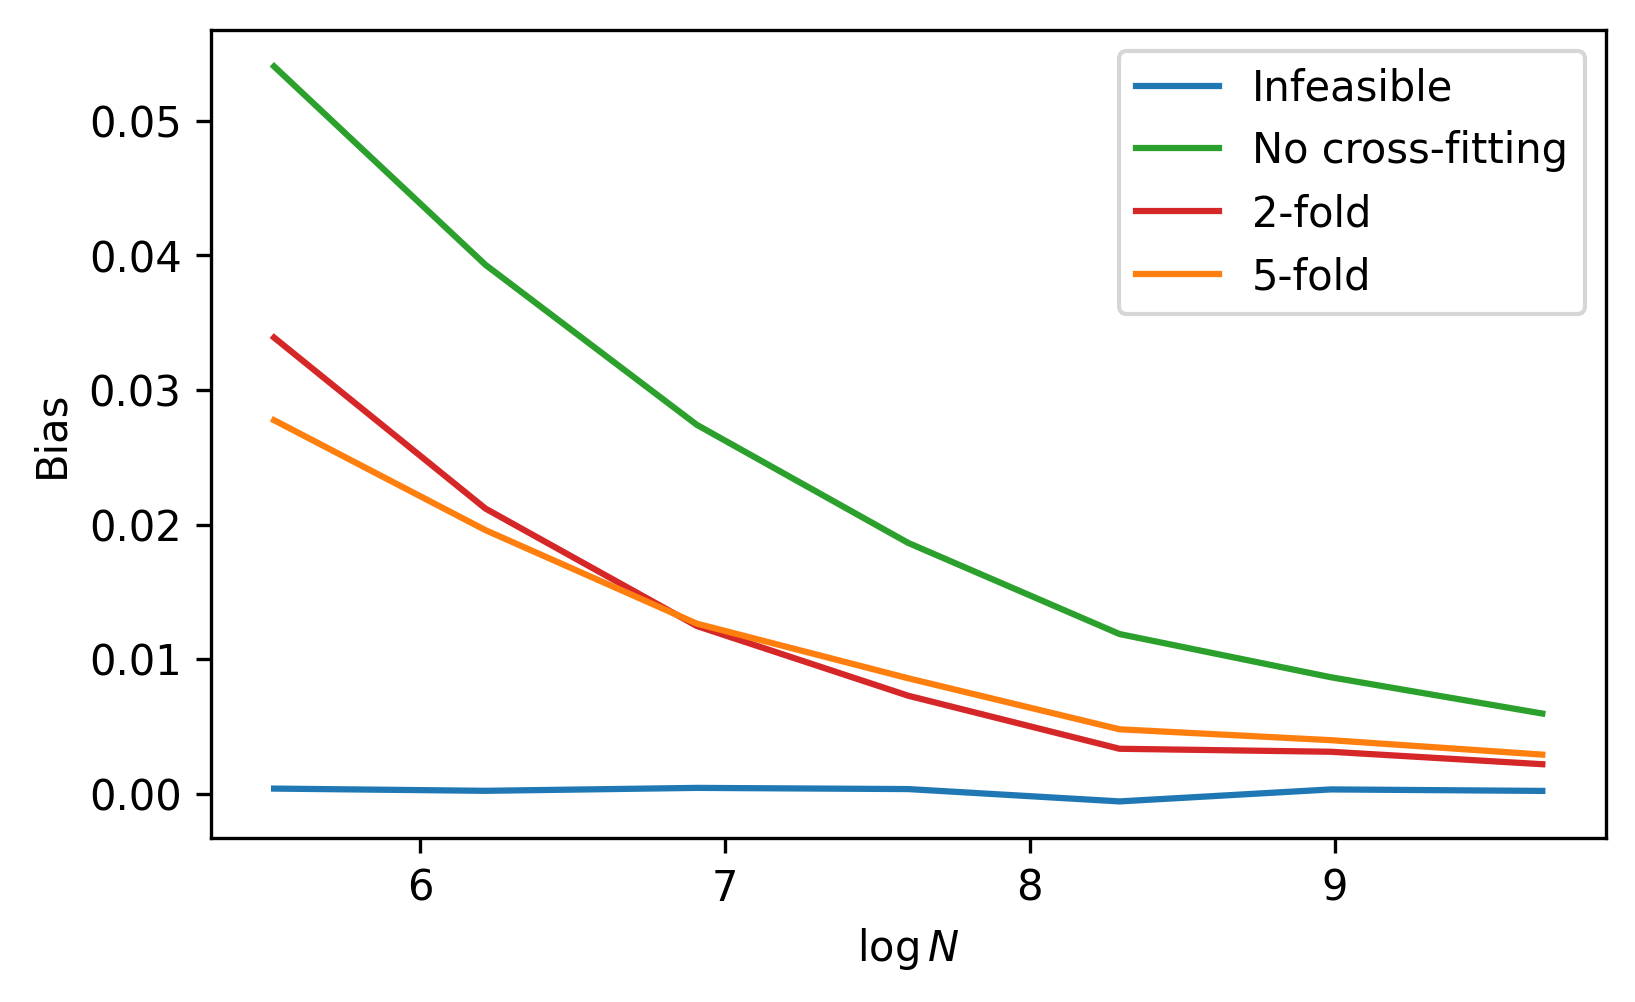 Infeasible
No cross-fitting
2-fold
5-fold
0.05
0.04
0.03
0.02
0.01
0.00
Bias
6 7 8 9
log N